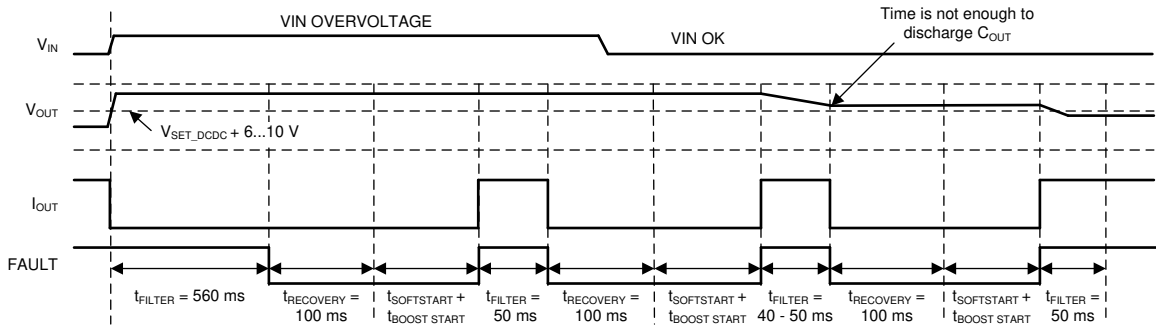 VIN OVERVOLTAGE
Time is not enough to
discharge COUT
VIN
VIN OK
VOUT
VSET_DCDC + 6...10 V
IOUT
FAULT
tFILTER = 560 ms
tRECOVERY =
100 ms
tSOFTSTART +
tBOOST START
tFILTER =
50 ms
tRECOVERY =
100 ms
tSOFTSTART +
tBOOST START
tFILTER =
40 - 50 ms
tRECOVERY =
100 ms
tSOFTSTART +
tBOOST START
tFILTER =
50 ms